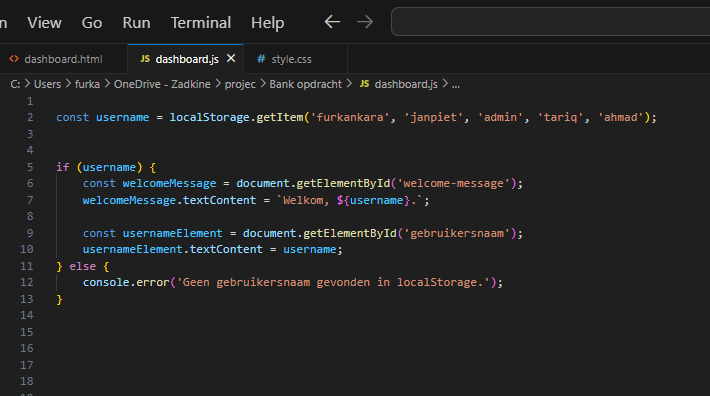 n View Go Run Terminal Help
dashboard.html JS dashboard.js # style.css
C: > Users > furka > OneDrive - Zadkine > projec > Bank opdracht > JS dashboard.js > ...
1
2 const username = localStorage.getItem('furkankara', 'janpiet', 'admin', 'tariq', 'ahmad');
3
4
5 if (username) {
6 const welcomeMessage = document.getElementById('welcome-message');
7 welcomeMessage.textContent = `Welkom, ${username}.`;
8
9 const usernameElement = document.getElementById('gebruikersnaam');
10 usernameElement.textContent = username;
11 } else {
12 console.error('Geen gebruikersnaam gevonden in localStorage.');
13 }
14
15
16
17
18